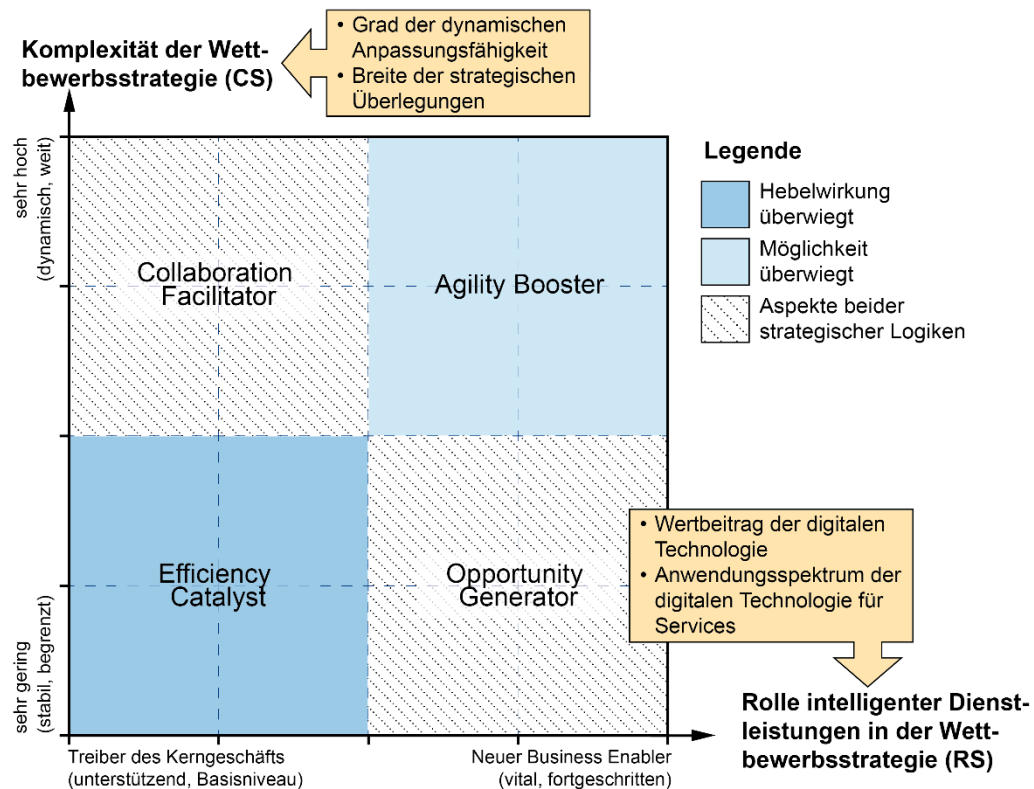 Komplexität der Wett-
bewerbsstrategie (CS)
• Grad der dynamischen
Anpassungsfähigkeit
• Breite der strategischen
Überlegungen
sehr hoch
(dynamisch, weit)
Collaboration
Facilitator
Agility Booster
Legende
Hebelwirkung
überwiegt
Möglichkeit
überwiegt
Aspekte beider
strategischer Logiken
sehr gering
(stabil, begrenzt)
Efficiency
Catalyst
Opportunity
Generator
• Wertbeitrag der digitalen
Technologie
• Anwendungsspektrum der
digitalen Technologie für
Services
Treiber des Kerngeschäfts
(unterstützend, Basisniveau)
Neuer Business Enabler
(vital, fortgeschritten)
Rolle intelligenter Dienst-
leistungen in der Wett-
bewerbsstrategie (RS)